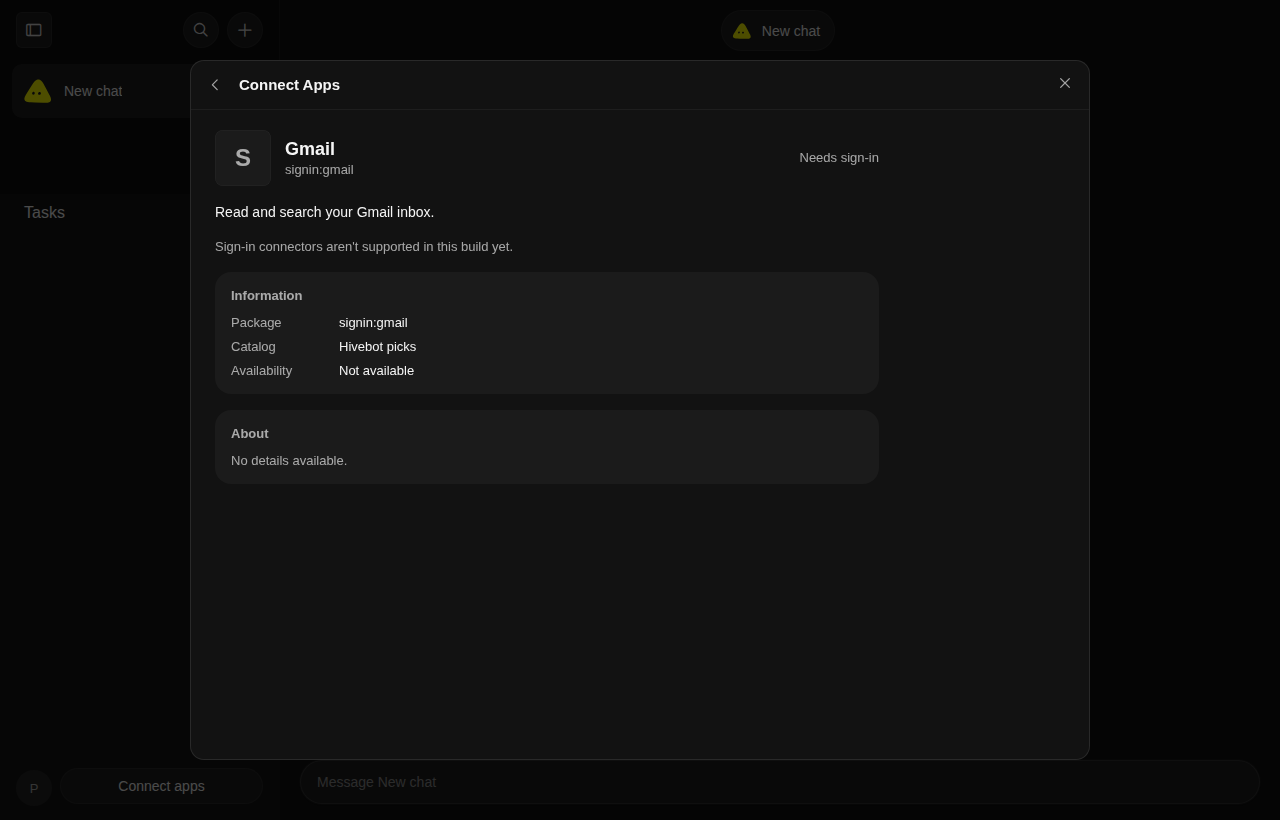 New chat
New chat
Connect Apps
S
Gmail
signin:gmail
Needs sign-in
Read and search your Gmail inbox.
Sign-in connectors aren't supported in this build yet.
Information
Package signin:gmail
Catalog Hivebot picks
Availability Not available
About
No details available.
Tasks
P
Connect apps
Message New chat